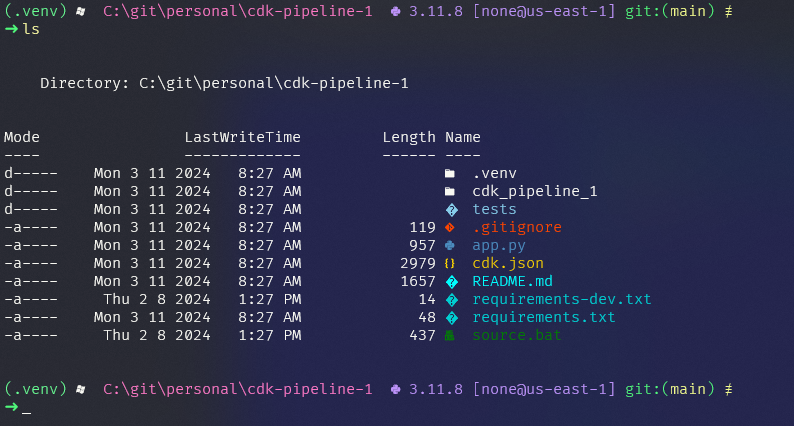 (.venv) C:\git\personal\cdk-pipeline-1 3.11.8 [none@us-east-1] git:(main) ≢
➜ls
Directory: C:\git\personal\cdk-pipeline-1
Mode LastWriteTime Length Name
---- ------------- ------ ----
d----- Mon 3 11 2024 8:27 AM .venv
d----- Mon 3 11 2024 8:27 AM cdk_pipeline_1
d----- Mon 3 11 2024 8:27 AM � tests
-a---- Mon 3 11 2024 8:27 AM 119 .gitignore
-a---- Mon 3 11 2024 8:27 AM 957 app.py
-a---- Mon 3 11 2024 8:27 AM 2979 {} cdk.json
-a---- Mon 3 11 2024 8:27 AM 1657 � README.md
-a---- Thu 2 8 2024 1:27 PM 14 � requirements-dev.txt
-a---- Mon 3 11 2024 8:27 AM 48 � requirements.txt
-a---- Thu 2 8 2024 1:27 PM 437 source.bat
(.venv) C:\git\personal\cdk-pipeline-1 3.11.8 [none@us-east-1] git:(main) ≢
➜_